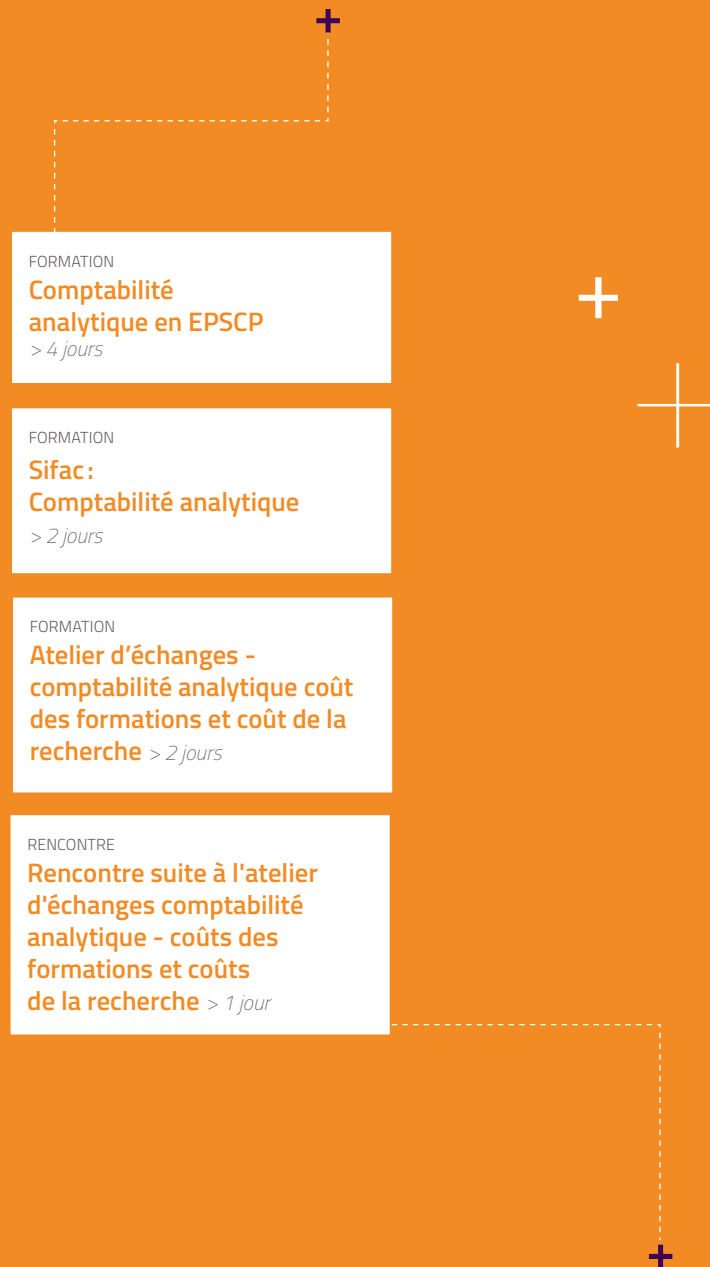 FORMATION
Comptabilité
analytique en EPSCP
> 4 jours
FORMATION
Sifac :
Comptabilité analytique
> 2 jours
FORMATION
Atelier d’échanges -
comptabilité analytique coût
des formations et coût de la
recherche > 2 jours
RENCONTRE
Rencontre suite à l'atelier
d'échanges comptabilité
analytique - coûts des
formations et coûts
de la recherche > 1 jour